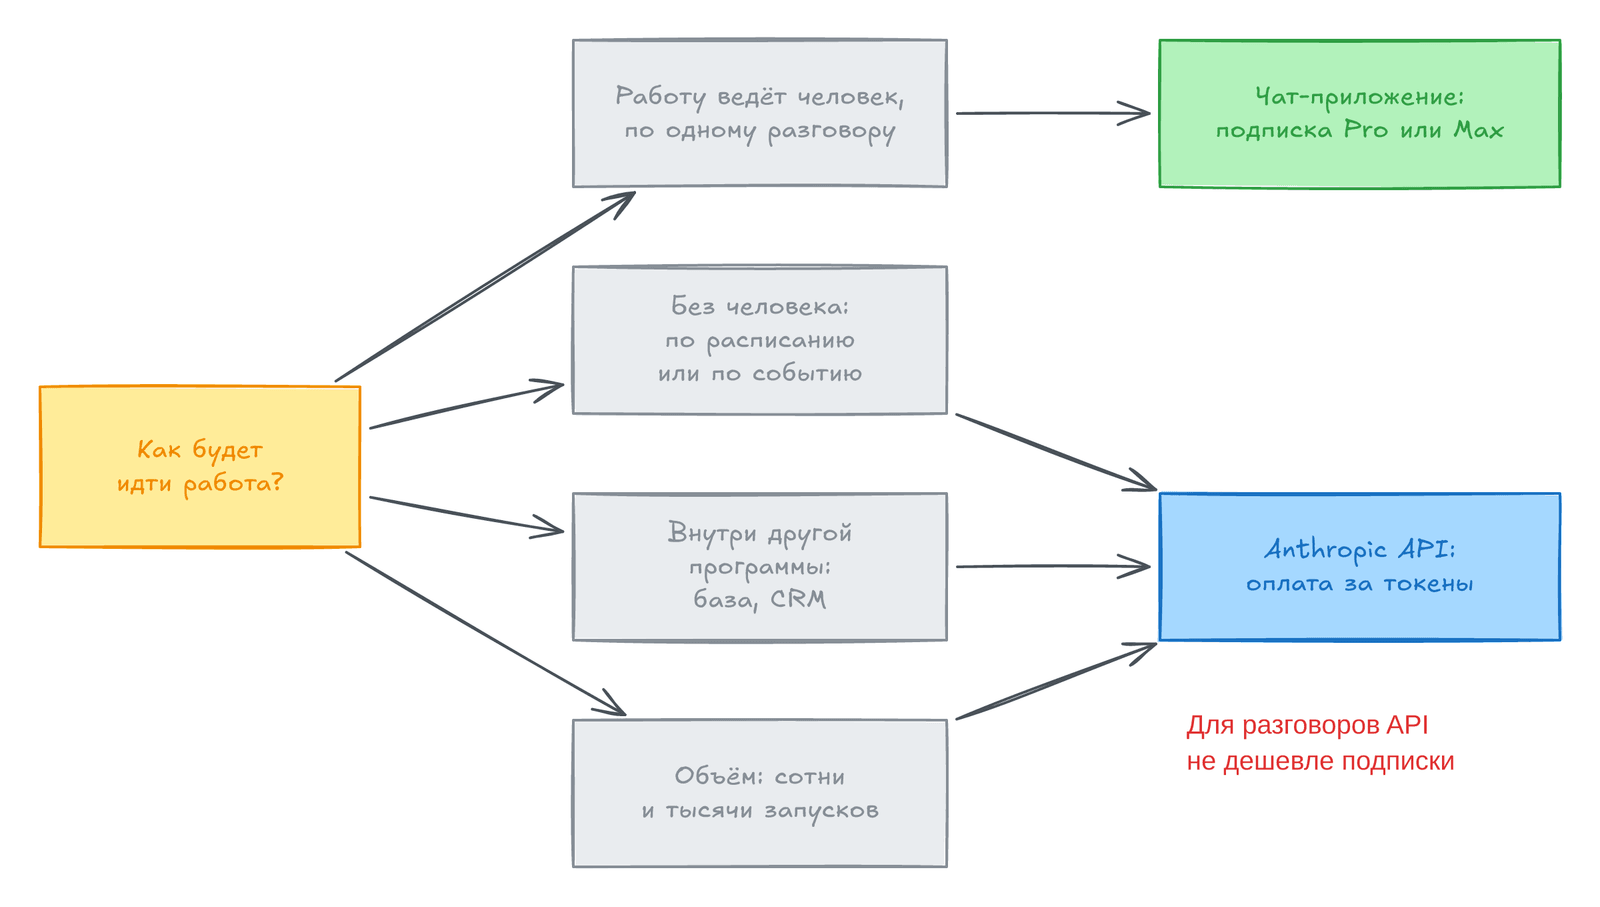 Работу ведёт человек,
по одному разговору
Чат-приложение:
подписка Pro или Max
Без человека:
по расписанию
или по событию
Как будет
идти работа?
Внутри другой
программы:
база, CRM
Anthropic API:
оплата за токены
Для разговоров API
не дешевле подписки
Объём: сотни
и тысячи запусков